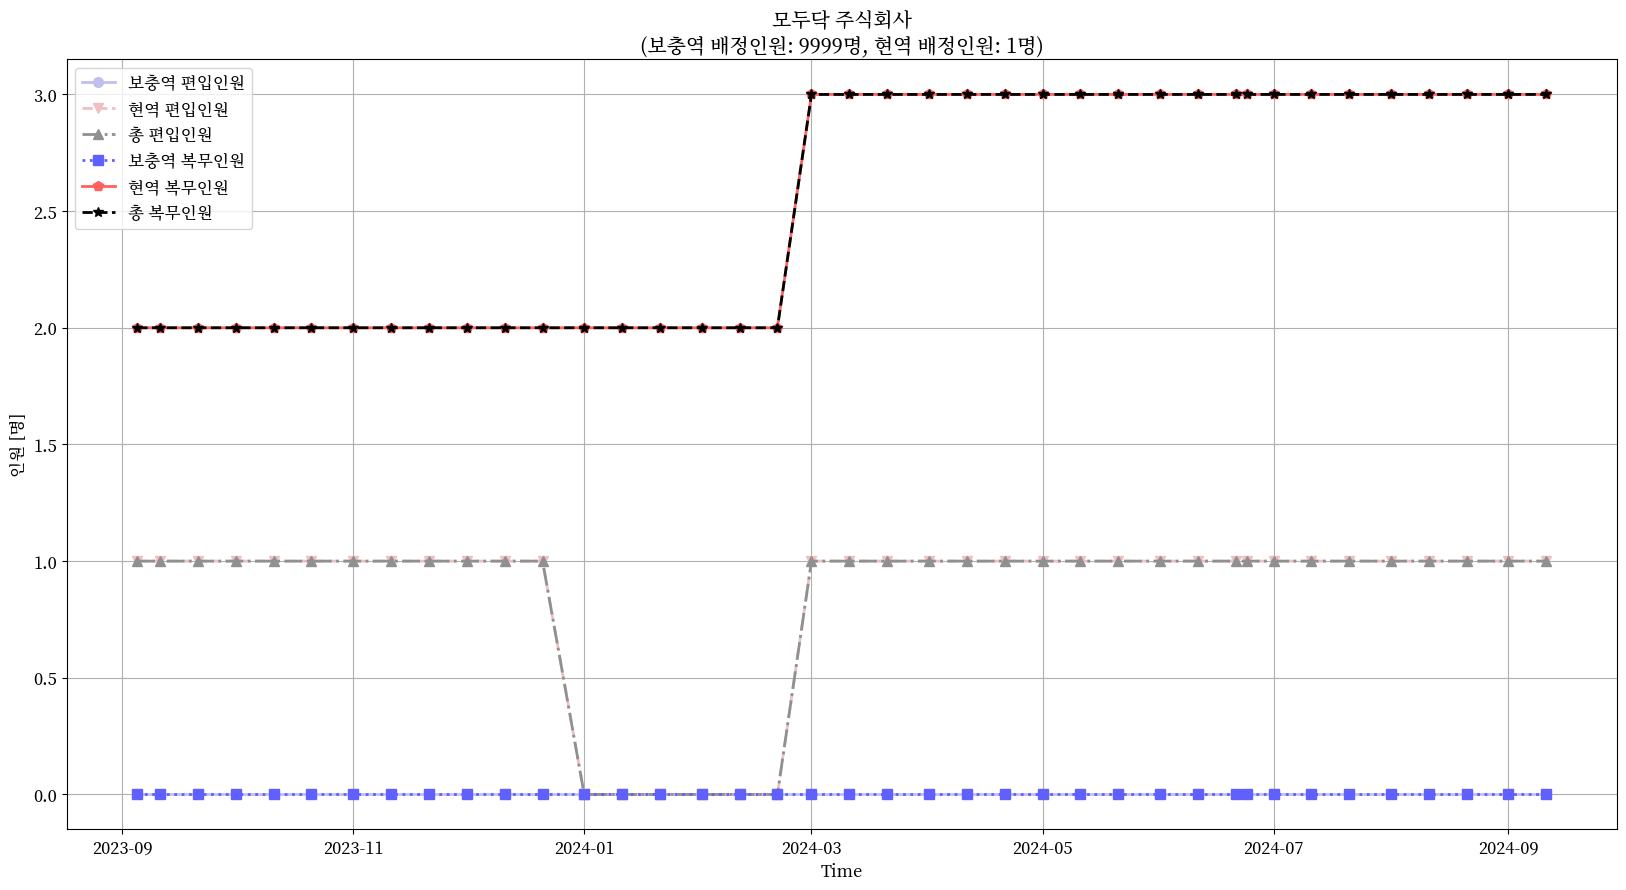 모두닥 주식회사
(보충역 배정인원: 9999명, 현역 배정인원: 1명)
보충역 편입인원
현역 편입인원
총 편입인원
보충역 복무인원
현역 복무인원
총 복무인원
인원 [명]
3.0
2.5
2.0
1.5
1.0
0.5
0.0
2023-09
2023-11
2024-01
2024-03
2024-05
2024-07
2024-09
Time